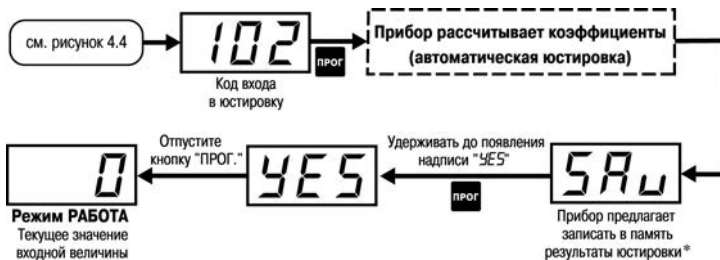 см. рисунок 4.4
102
Код входа
в юстировку
ПРОГ
Прибор рассчитывает коэффициенты
(автоматическая юстировка)
0
Режим РАБОТА
Текущее значение
входной величины
Отпустите
кнопку "ПРОГ."
YES
Удерживать до появления
надписи "YES"
ПРОГ
SAv
Прибор предлагает
записать в память
результаты юстировки*